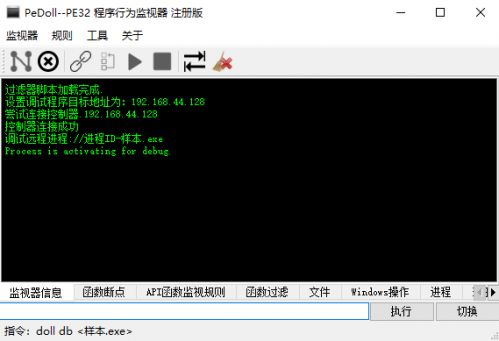 PeDoll--PE32 程序行为监视器 注册版
监视器 规则 工具 关于
过滤器脚本加载完成.
设置调试程序目标地址为: 192.168.44.128
尝试连接控制器.192.168.44.128
控制器连接成功
调试远程进程://进程ID-样本.exe
Process is activating for debug.
监视器信息 函数断点 API函数监视规则 函数过滤 文件 Windows操作 进程
执行 切换
指令: doll db <样本.exe>